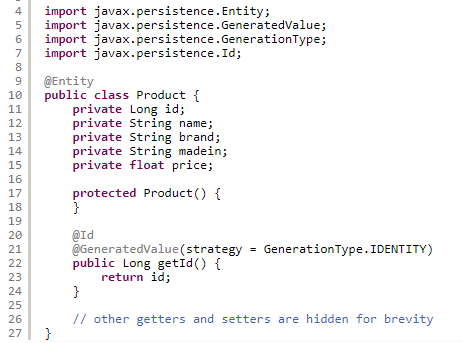 4 import javax.persistence.Entity;
5 import javax.persistence.GeneratedValue;
6 import javax.persistence.GenerationType;
7 import javax.persistence.Id;
8
9 @Entity
10 public class Product {
11     private Long id;
12     private String name;
13     private String brand;
14     private String madein;
15     private float price;
16
17     protected Product() {
18     }
19
20     @Id
21     @GeneratedValue(strategy = GenerationType.IDENTITY)
22     public Long getId() {
23         return id;
24     }
25
26     // other getters and setters are hidden for brevity
27 }